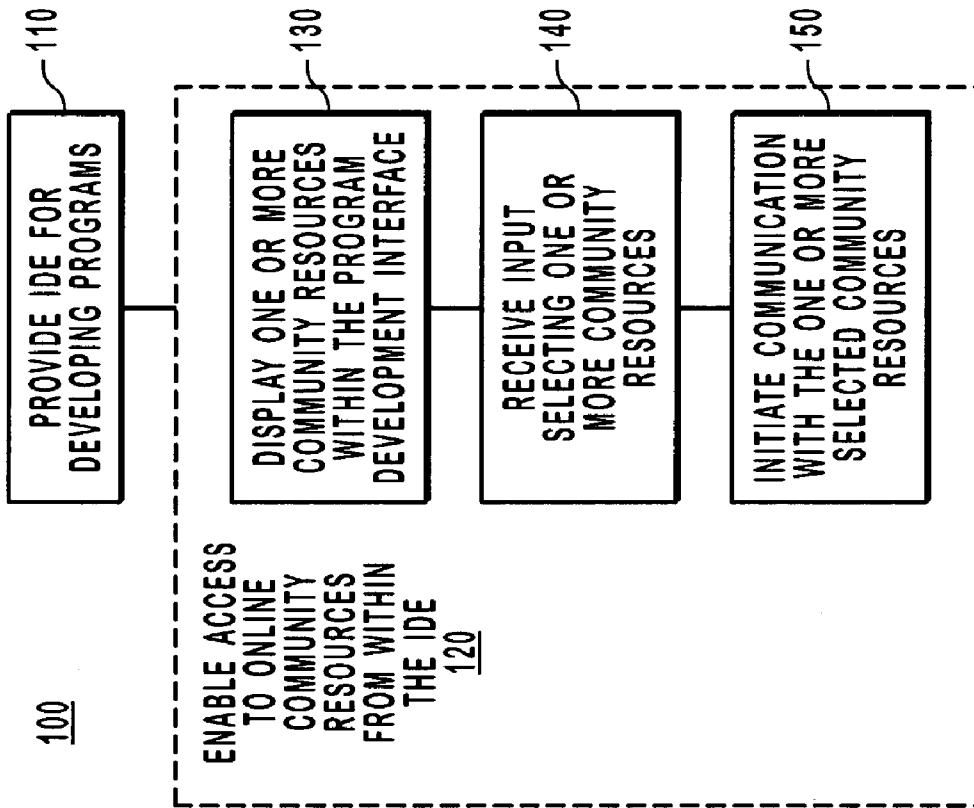 100
PROVIDE IDE FOR
DEVELOPING PROGRAMS
110
ENABLE ACCESS
TO ONLINE
COMMUNITY
RESOURCES
FROM WITHIN
THE IDE
120
DISPLAY ONE OR MORE
COMMUNITY RESOURCES
WITHIN THE PROGRAM
DEVELOPMENT INTERFACE
130
RECEIVE INPUT
SELECTING ONE OR
MORE COMMUNITY
RESOURCES
140
INITIATE COMMUNICATION
WITH THE ONE OR MORE
SELECTED COMMUNITY
RESOURCES
150